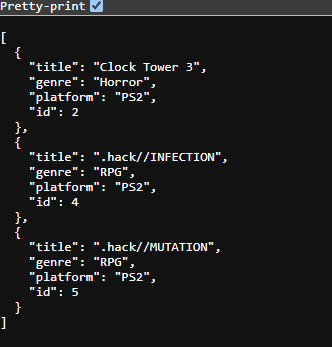 Pretty-print
[
  {
    "title": "Clock Tower 3",
    "genre": "Horror",
    "platform": "PS2",
    "id": 2
  },
  {
    "title": ".hack//INFECTION",
    "genre": "RPG",
    "platform": "PS2",
    "id": 4
  },
  {
    "title": ".hack//MUTATION",
    "genre": "RPG",
    "platform": "PS2",
    "id": 5
  }
]